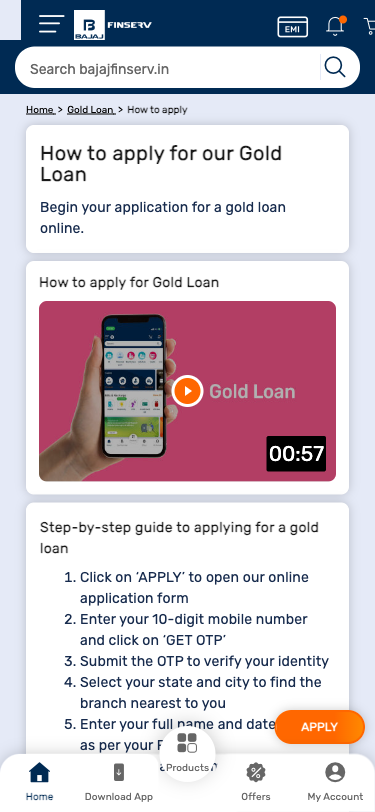 BAJAJ
FINSERV
EMI
Search bajajfinserv.in
Home > Gold Loan > How to apply
How to apply for our Gold
Loan
Begin your application for a gold loan
online.
How to apply for Gold Loan
Gold Loan
00:57
Step-by-step guide to applying for a gold
loan
1. Click on ‘APPLY’ to open our online
application form
2. Enter your 10-digit mobile number
and click on ‘GET OTP’
3. Submit the OTP to verify your identity
4. Select your state and city to find the
branch nearest to you
5. Enter your full name and date
as per your
APPLY
Home
Download App
Products
Offers
My Account